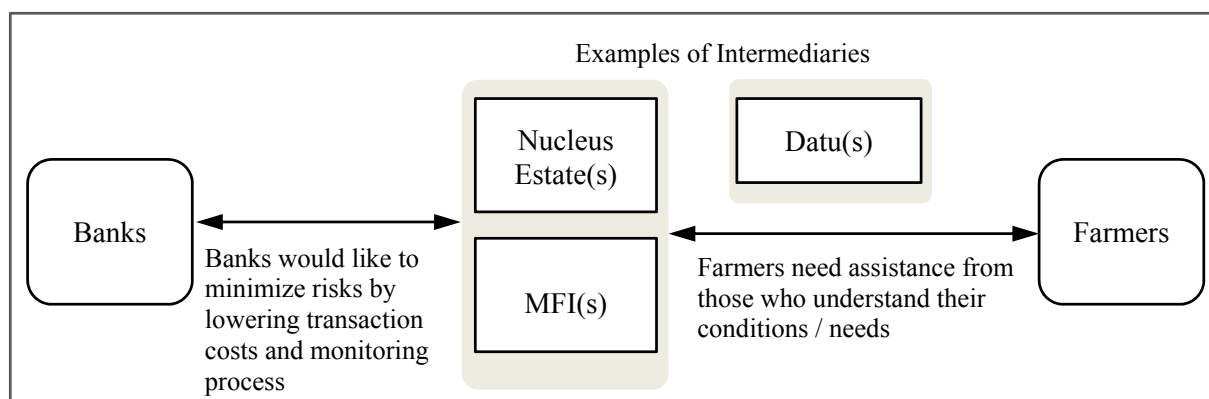 Examples of Intermediaries
Nucleus
Estate(s)
Datu(s)
Banks
Farmers
Banks would like to
minimize risks by
lowering transaction
costs and monitoring
process
MFI(s)
Farmers need assistance from
those who understand their
conditions / needs